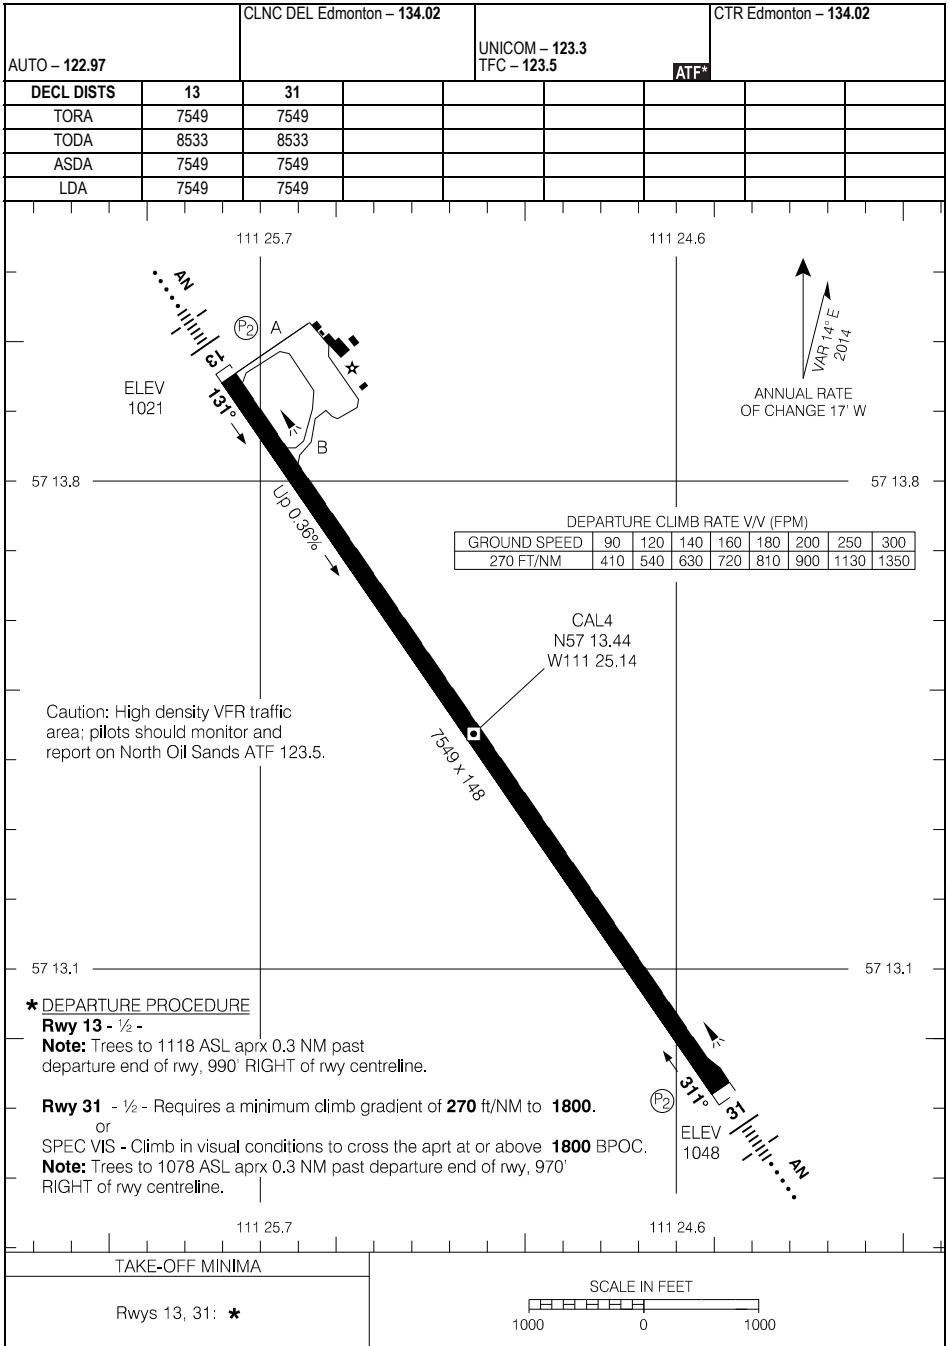 CLNC DEL Edmonton – 134.02
CTR Edmonton – 134.02
UNICOM – 123.3
AUTO – 122.97
TFC – 123.5
ATF*
DECL DISTS 13 31
TORA 7549 7549
TODA 8533 8533
ASDA 7549 7549
LDA 7549 7549
111 25.7
111 24.6
AN
P2
A
13
ELEV
1021
131°
B
VAR 14° E
2014
ANNUAL RATE
OF CHANGE 17' W
57 13.8
57 13.8
Up 0.36%
DEPARTURE CLIMB RATE V/V (FPM)
GROUND SPEED 90 120 140 160 180 200 250 300
270 FT/NM 410 540 630 720 810 900 1130 1350
CAL4
N57 13.44
W111 25.14
Caution: High density VFR traffic
area; pilots should monitor and
report on North Oil Sands ATF 123.5.
7549 x 148
57 13.1
57 13.1
* DEPARTURE PROCEDURE
Rwy 13 - ½ -
Note: Trees to 1118 ASL aprx 0.3 NM past
departure end of rwy, 990' RIGHT of rwy centreline.
Rwy 31 - ½ - Requires a minimum climb gradient of 270 ft/NM to 1800.
or
SPEC VIS - Climb in visual conditions to cross the aprt at or above 1800 BPOC.
Note: Trees to 1078 ASL aprx 0.3 NM past departure end of rwy, 970'
RIGHT of rwy centreline.
311°
P2
31
ELEV
1048
AN
111 25.7
111 24.6
TAKE-OFF MINIMA
Rwys 13, 31: *
SCALE IN FEET
1000 0 1000